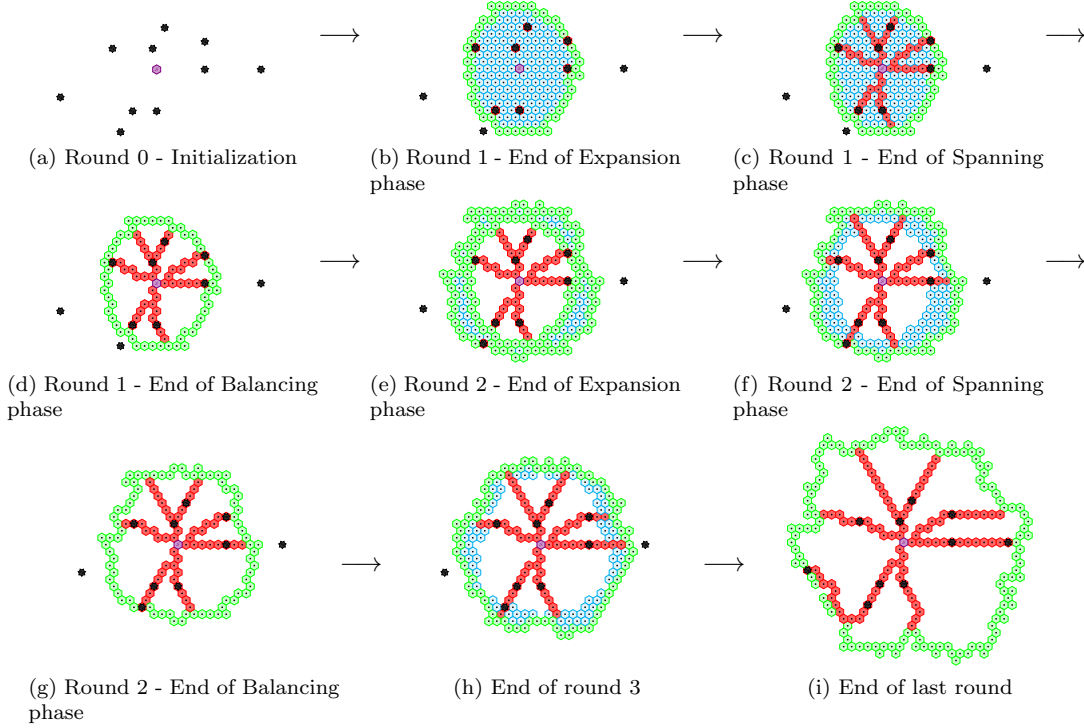 (a) Round 0 - Initialization
(b) Round 1 - End of Expansion
phase
(c) Round 1 - End of Spanning
phase
(d) Round 1 - End of Balancing
phase
(e) Round 2 - End of Expansion
phase
(f) Round 2 - End of Spanning
phase
(g) Round 2 - End of Balancing
phase
(h) End of round 3
(i) End of last round